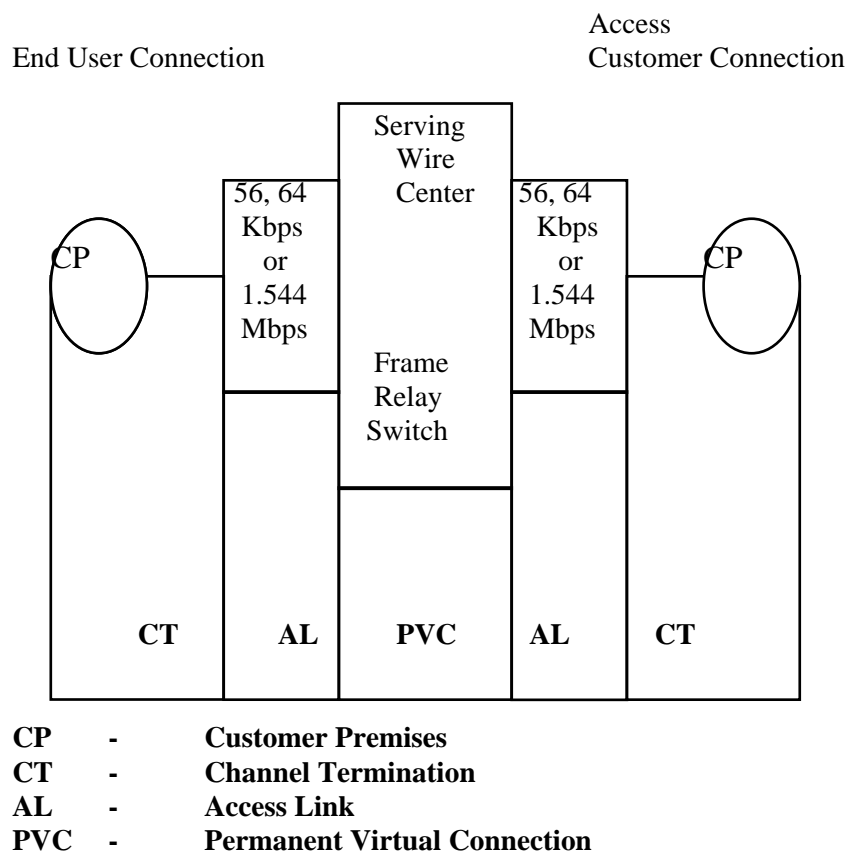 Access
End User Connection Customer Connection
Serving
Wire
Center
56, 64
Kbps
or
1.544
Mbps
56, 64
Kbps
or
1.544
Mbps
CP
CP
Frame
Relay
Switch
CT AL PVC AL CT
CP - Customer Premises
CT - Channel Termination
AL - Access Link
PVC - Permanent Virtual Connection